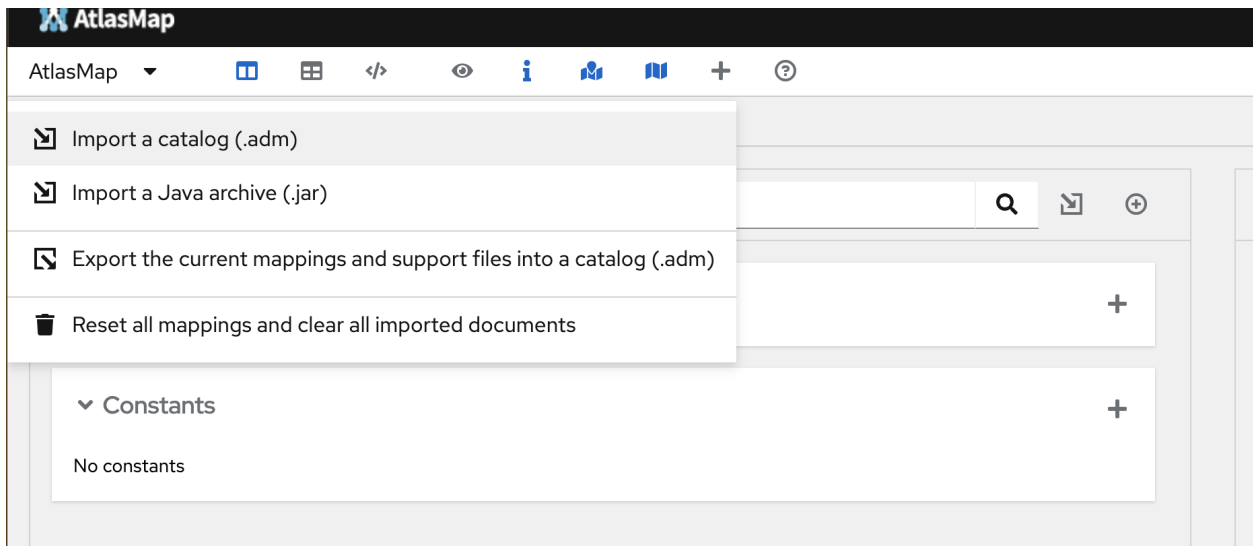 AtlasMap
AtlasMap
Import a catalog (.adm)
Import a Java archive (.jar)
Export the current mappings and support files into a catalog (.adm)
Reset all mappings and clear all imported documents
Constants
No constants